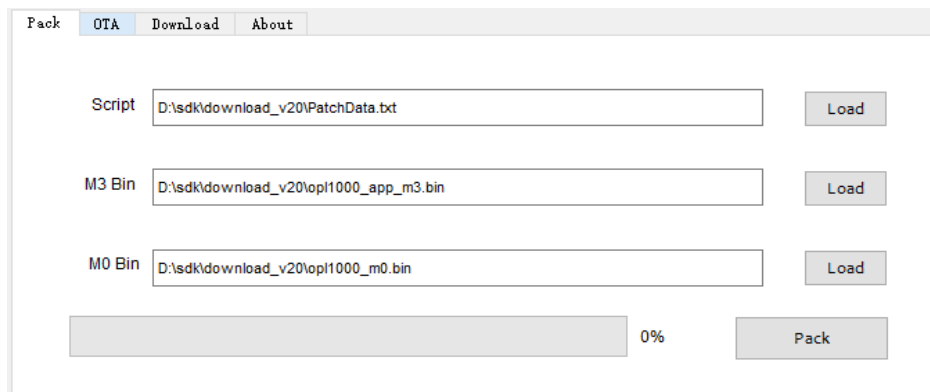 Pack OTA Download About
Script D:\sdk\download_v20\PatchData.txt Load
M3 Bin D:\sdk\download_v20\opl1000_app_m3.bin Load
M0 Bin D:\sdk\download_v20\opl1000_m0.bin Load
0% Pack